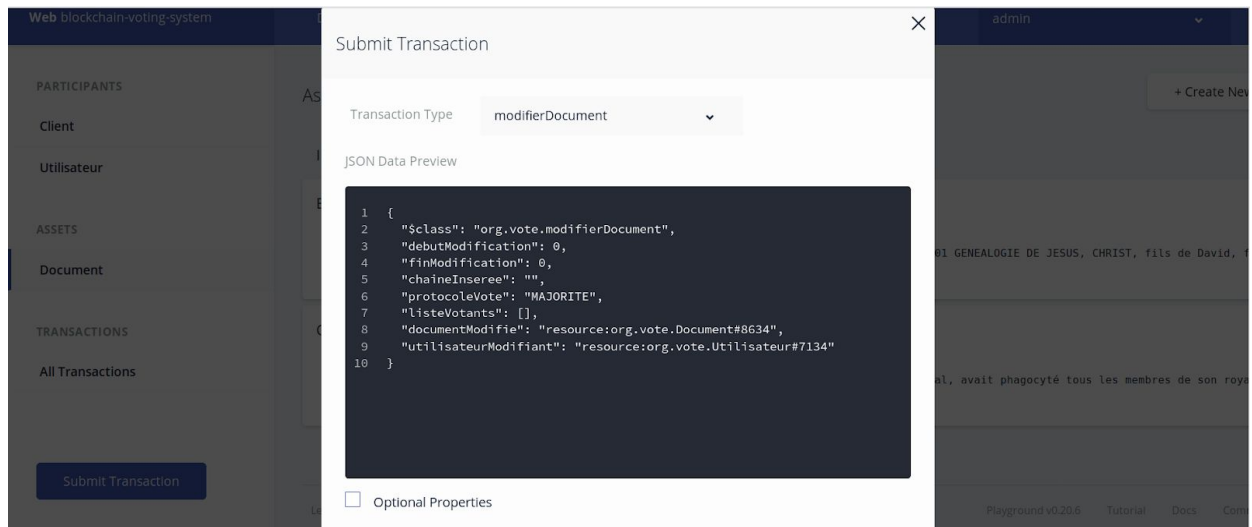 Web blockchain-voting-system
admin
Submit Transaction
PARTICIPANTS
Client
Utilisateur
ASSETS
Document
TRANSACTIONS
All Transactions
Submit Transaction
Transaction Type modifierDocument
JSON Data Preview
1 {
2 "$class": "org.vote.modifierDocument",
3 "debutModification": 0,
4 "finModification": 0,
5 "chaineInseree": "",
6 "protocoleVote": "MAJORITE",
7 "listeVotants": [],
8 "documentModifie": "resource:org.vote.Document#8634",
9 "utilisateurModifiant": "resource:org.vote.Utilisateur#7134"
10 }
Optional Properties
+ Create New
01 GENEALOGIE DE JESUS, CHRIST, fils de David, f
al, avait phagocyté tous les membres de son roya
Playground v0.20.6 Tutorial Docs Com